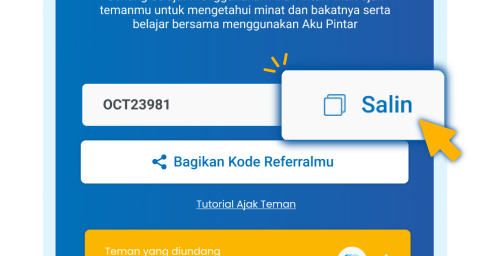 temanmu untuk mengetahui minat dan bakatnya serta
belajar bersama menggunakan Aku Pintar
OCT23981
Salin
Bagikan Kode Referralmu
Tutorial Ajak Teman
Teman yang diundang